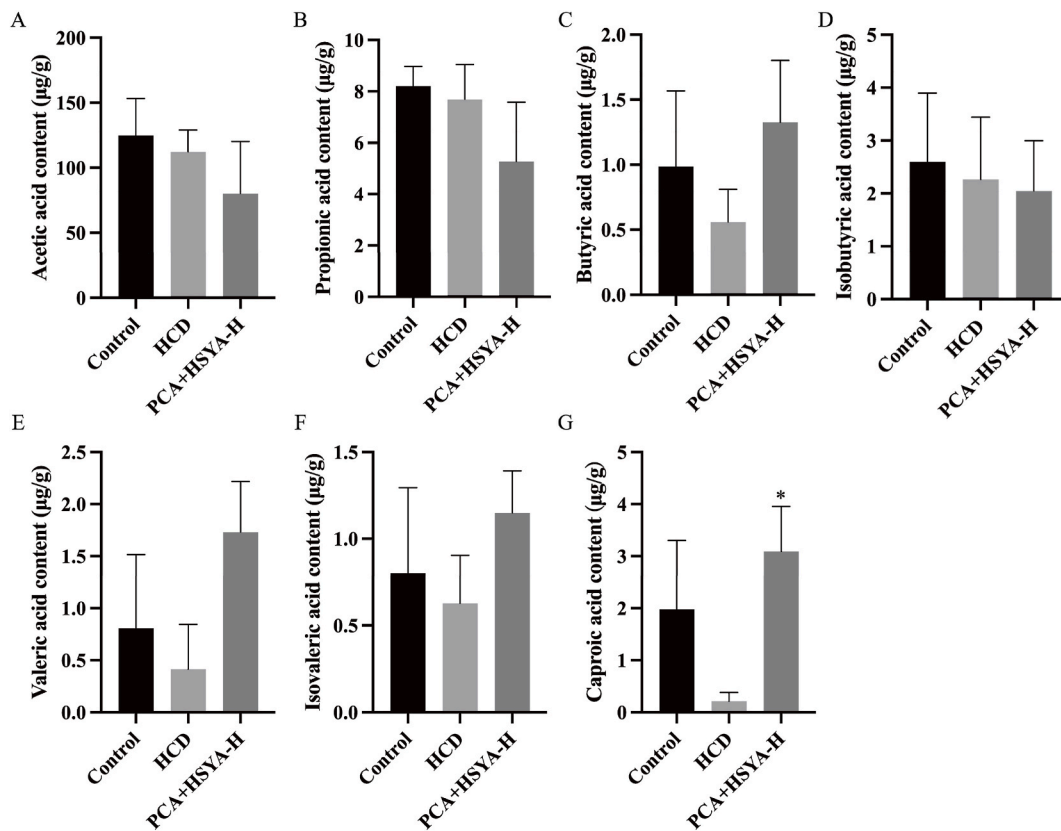 A
Acetic acid content (μg/g)
200
150
100
50
0
Control
HCD
PCA+HSYA-H
B
Propionic acid content (μg/g)
10
8
6
4
2
0
Control
HCD
PCA+HSYA-H
C
Butyric acid content (μg/g)
2.0
1.5
1.0
0.5
0.0
Control
HCD
PCA+HSYA-H
D
Isobutyric acid content (μg/g)
5
4
3
2
1
0
Control
HCD
PCA+HSYA-H
E
Valeric acid content (μg/g)
2.5
2.0
1.5
1.0
0.5
0.0
Control
HCD
PCA+HSYA-H
F
Isovaleric acid content (μg/g)
1.5
1.0
0.5
0.0
Control
HCD
PCA+HSYA-H
G
Caproic acid content (μg/g)
5
4
3
2
1
0
*
Control
HCD
PCA+HSYA-H